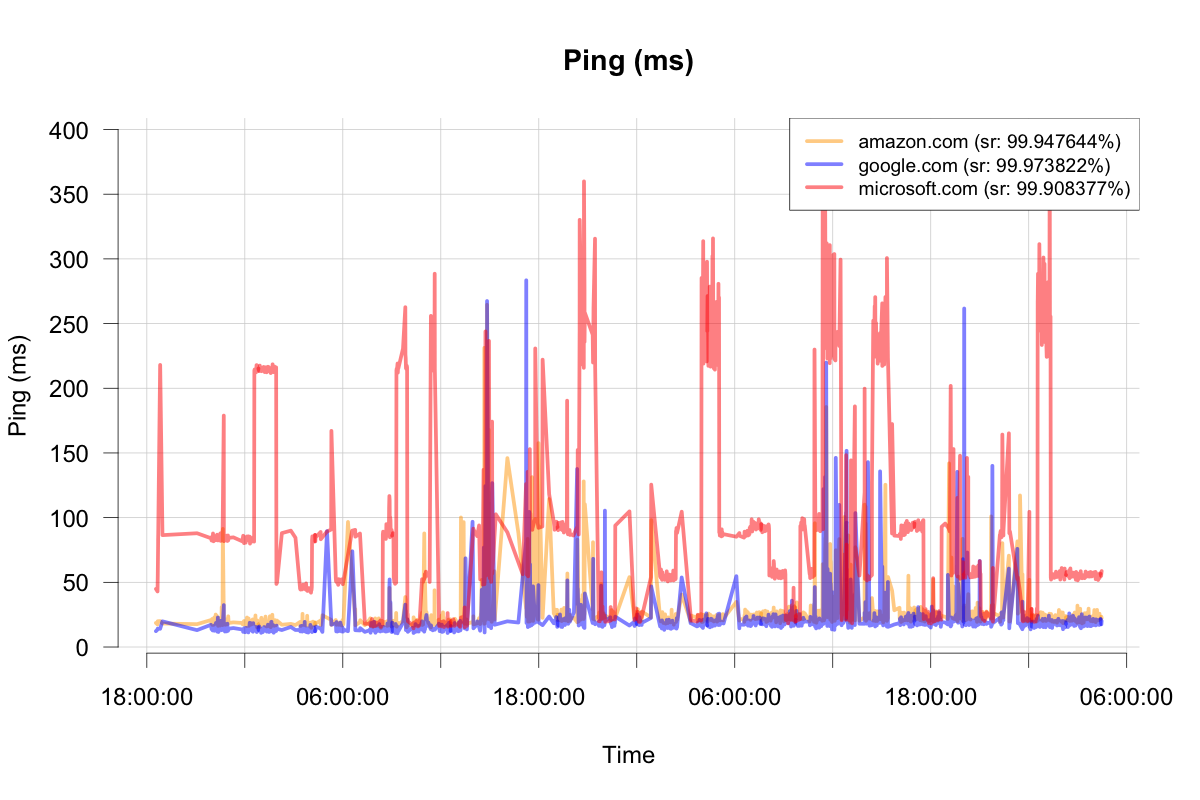 Ping (ms)
amazon.com (sr: 99.947644%)
google.com (sr: 99.973822%)
microsoft.com (sr: 99.908377%)
400
350
300
250
200
150
100
50
0
Ping (ms)
18:00:00 06:00:00 18:00:00 06:00:00 18:00:00 06:00:00
Time